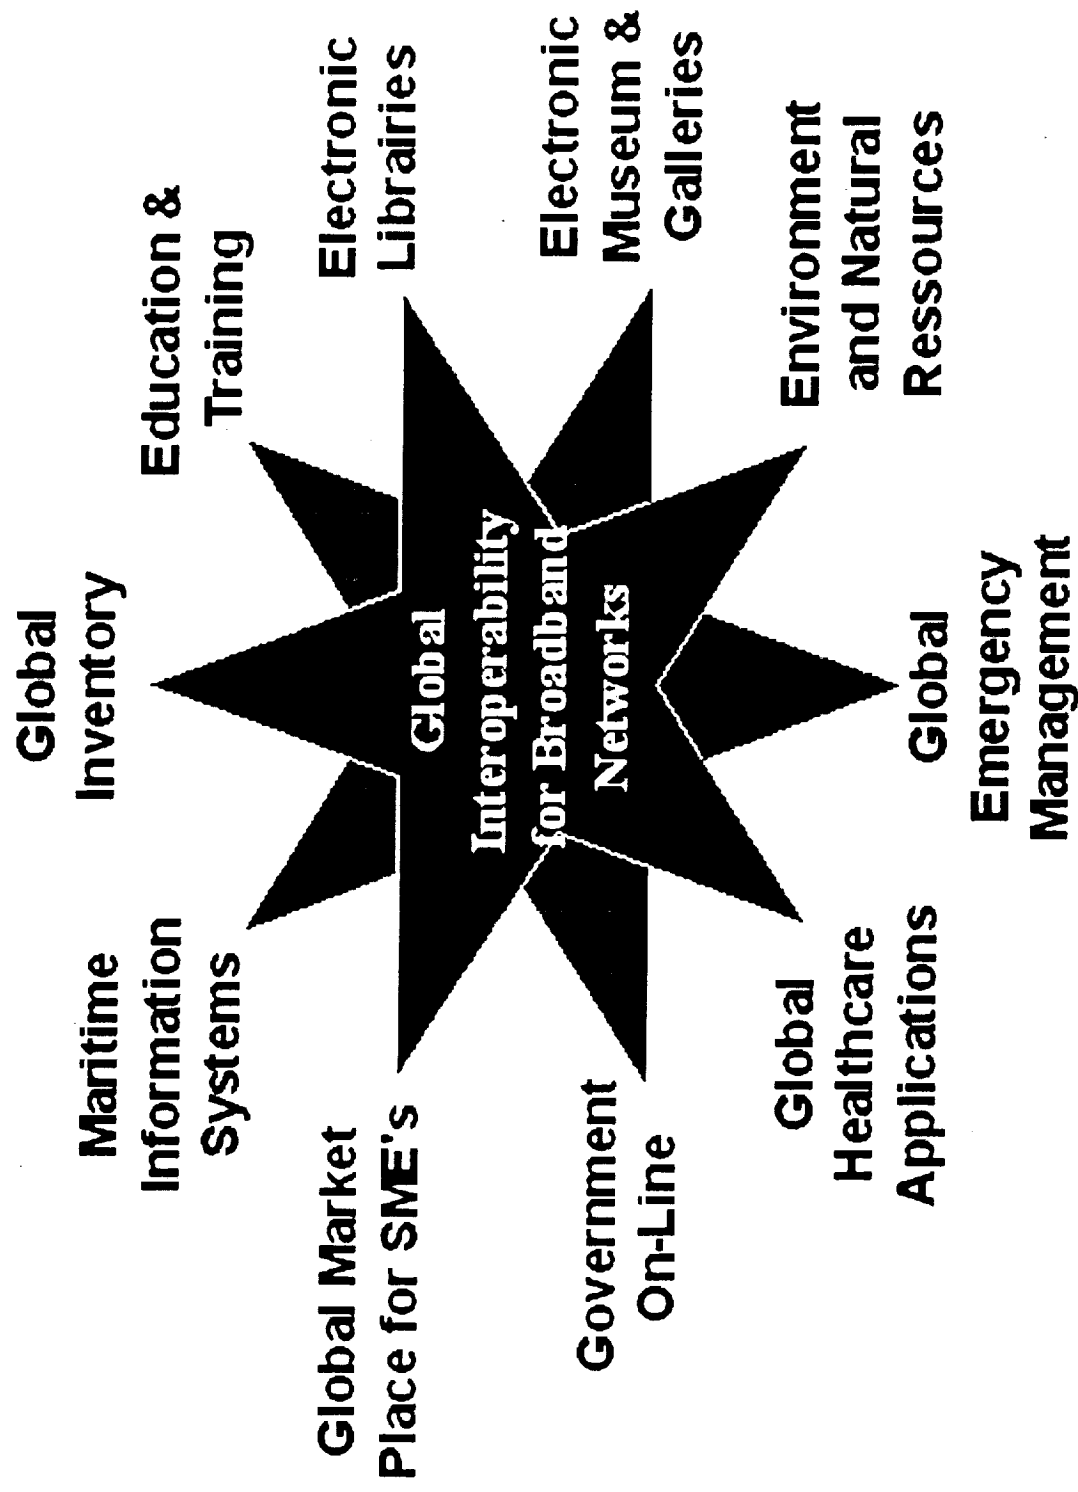 Global
Inventory
Education &
Training
Electronic
Librairies
Electronic
Museum &
Galleries
Environment
and Natural
Ressources
Global
Emergency
Management
Global
Healthcare
Applications
Government
On-Line
Global Market
Place for SME's
Maritime
Information
Systems
Global
Interoperability
for Broadband
Networks